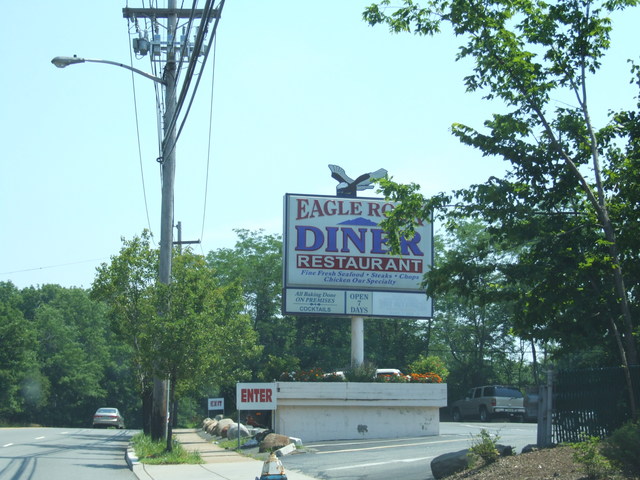 EAGLE RO
DINER
RESTAURANT
Fine Fresh Seafood • Steaks • Chops
Chicken Our Specialty
All Baking Done
ON PREMISES
COCKTAILS
OPEN
7
DAYS
EXIT
ENTER